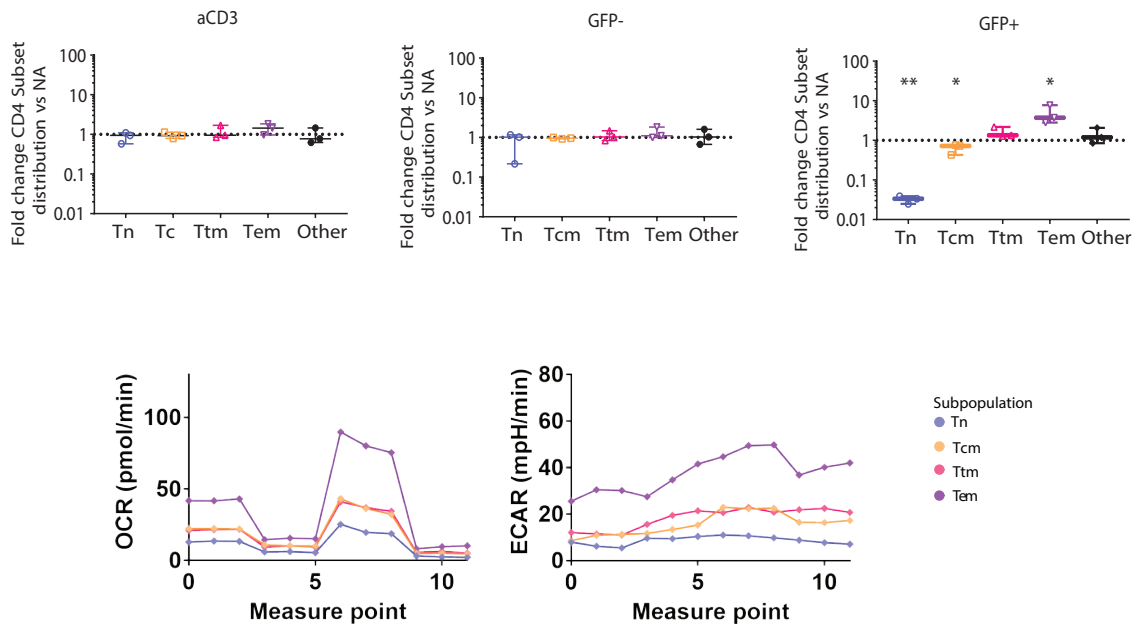 aCD3
Fold change CD4 Subset
distribution vs NA
100
10
1
0.1
0.01
Tn Tc Ttm Tem Other
GFP-
Fold change CD4 Subset
distribution vs NA
100
10
1
0.1
0.01
Tn Tcm Ttm Tem Other
GFP+
Fold change CD4 Subset
distribution vs NA
100
10
1
0.1
0.01
** * *
Tn Tcm Ttm Tem Other
OCR (pmol/min)
100
50
0
0 5 10
Measure point
ECAR (mpH/min)
80
60
40
20
0
0 5 10
Measure point
Subpopulation
Tn
Tcm
Ttm
Tem